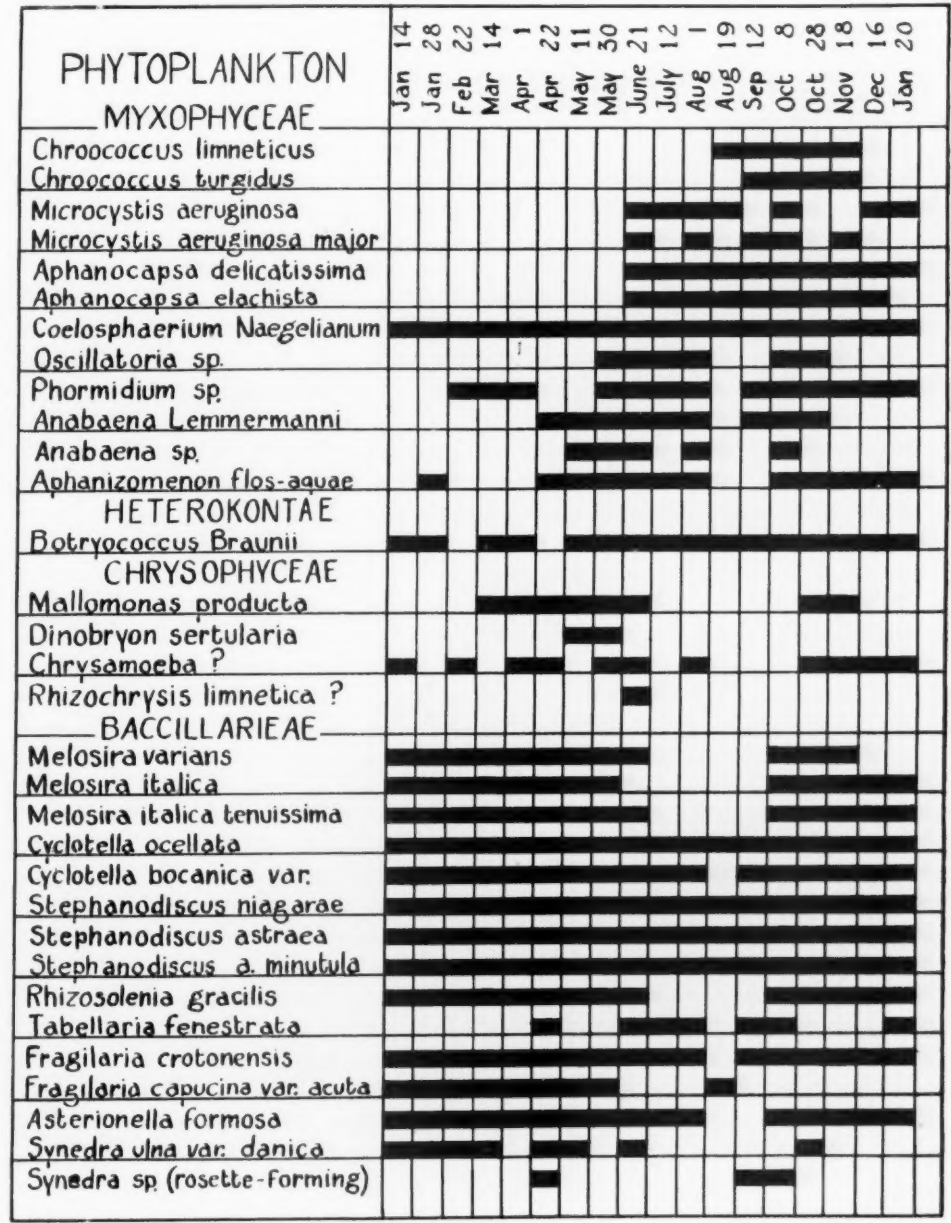 PHYTOPLANKTON
Jan 14
Jan 28
Feb 22
Mar 14
Apr 1
Apr 22
May 11
May 30
June 21
July 12
Aug 1
Aug 19
Sep 12
Oct 8
Oct 28
Nov 18
Dec 16
Jan 20
MYXOPHYCEAE
Chroococcus limneticus
Chroococcus turgidus
Microcystis aeruginosa
Microcystis aeruginosa major
Aphanocapsa delicatissima
Aphanocapsa elachista
Coelosphaerium Naegelianum
Oscillatoria sp.
Phormidium sp.
Anabaena Lemmermanni
Anabaena sp.
Aphanizomenon flos-aquae
HETEROKONTAE
Botryococcus Braunii
CHRYSOPHYCEAE
Mallomonas producta
Dinobryon sertularia
Chrysamoeba ?
Rhizochrysis limnetica ?
BACCILLARIEAE
Melosira varians
Melosira italica
Melosira italica tenuissima
Cyclotella ocellata
Cyclotella bocanica var.
Stephanodiscus niagarae
Stephanodiscus astraea
Stephanodiscus a. minutula
Rhizosolenia gracilis
Tabellaria fenestrata
Fragilaria crotonensis
Fragilaria capucina var. acuta
Asterionella formosa
Synedra ulna var. danica
Synedra sp. (rosette-forming)